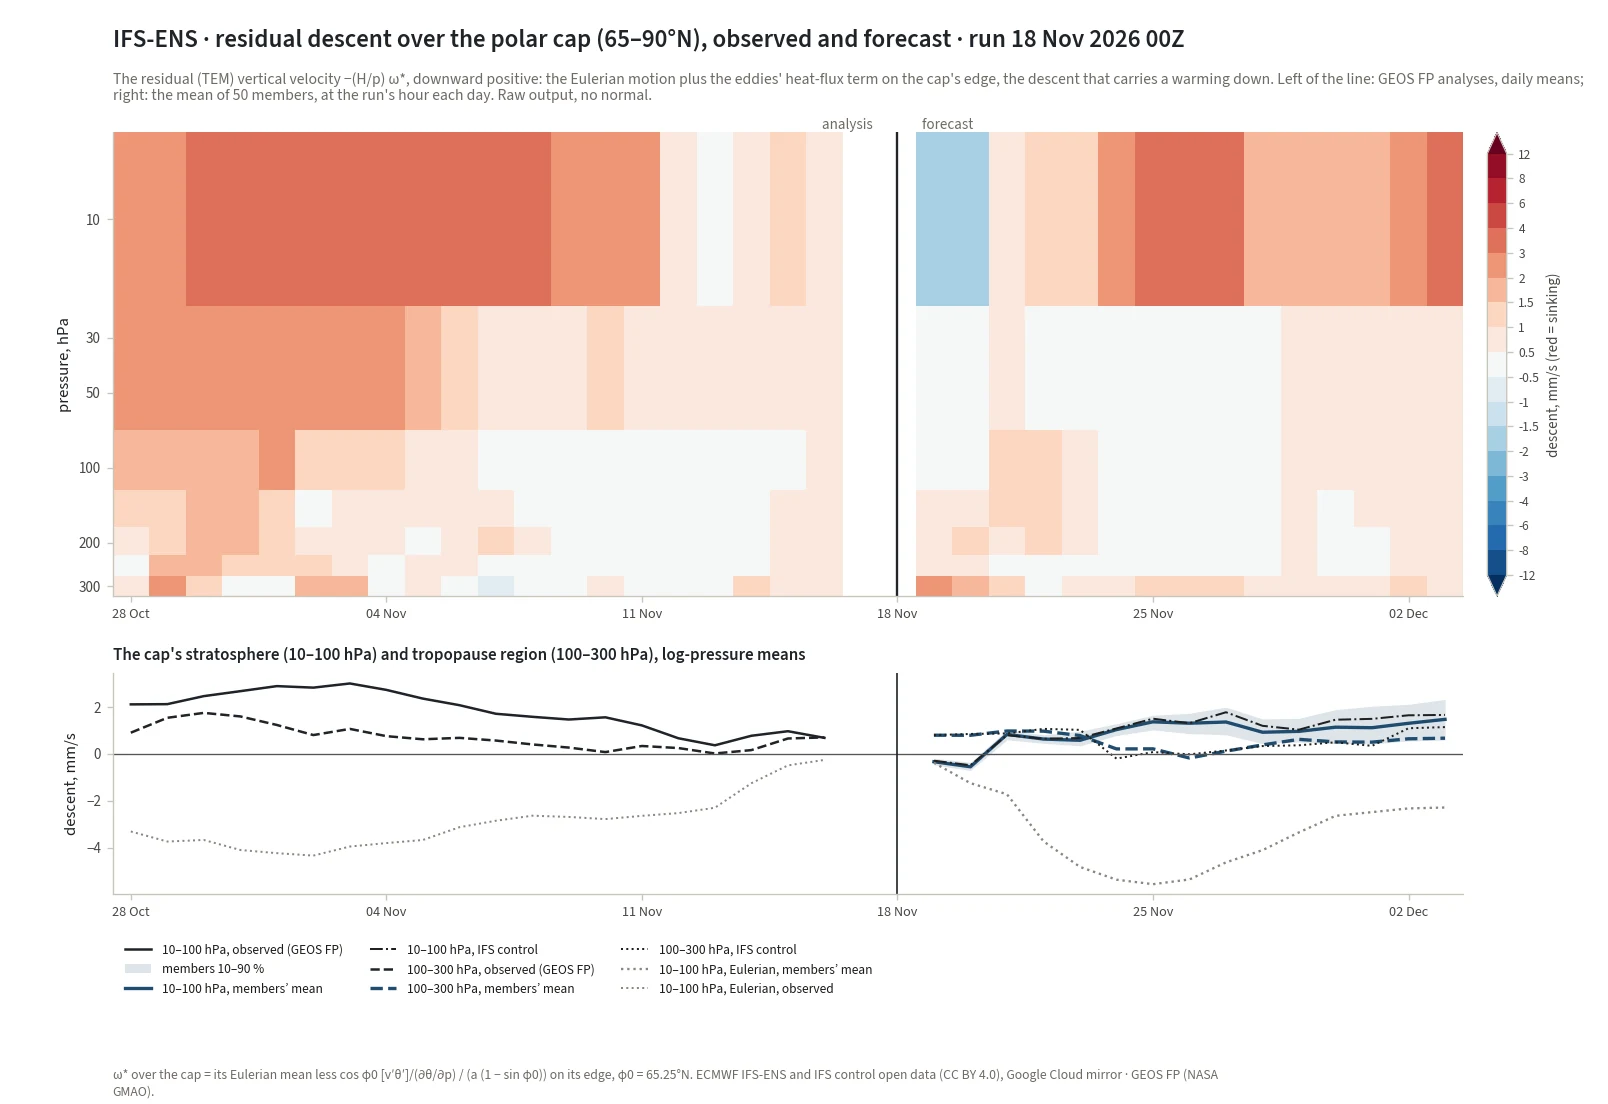 IFS-ENS · residual descent over the polar cap (65–90°N), observed and forecast · run 18 Nov 2026 00Z
The residual (TEM) vertical velocity −(H/p) ω*, downward positive: the Eulerian motion plus the eddies' heat-flux term on the cap's edge, the descent that carries a warming down. Left of the line: GEOS FP analyses, daily means;
right: the mean of 50 members, at the run's hour each day. Raw output, no normal.
analysis
forecast
pressure, hPa
10
30
50
100
200
300
28 Oct
04 Nov
11 Nov
18 Nov
25 Nov
02 Dec
12
8
6
4
3
2
1.5
1
0.5
-0.5
-1
-1.5
-2
-3
-4
-6
-8
-12
descent, mm/s (red = sinking)
The cap's stratosphere (10–100 hPa) and tropopause region (100–300 hPa), log-pressure means
descent, mm/s
2
0
−2
−4
28 Oct
04 Nov
11 Nov
18 Nov
25 Nov
02 Dec
10–100 hPa, observed (GEOS FP)
members 10–90 %
10–100 hPa, members’ mean
10–100 hPa, IFS control
100–300 hPa, observed (GEOS FP)
100–300 hPa, members’ mean
100–300 hPa, IFS control
10–100 hPa, Eulerian, members’ mean
10–100 hPa, Eulerian, observed
ω* over the cap = its Eulerian mean less cos φ0 [v′θ′]/(∂θ/∂p) / (a (1 − sin φ0)) on its edge, φ0 = 65.25°N. ECMWF IFS-ENS and IFS control open data (CC BY 4.0), Google Cloud mirror · GEOS FP (NASA
GMAO).